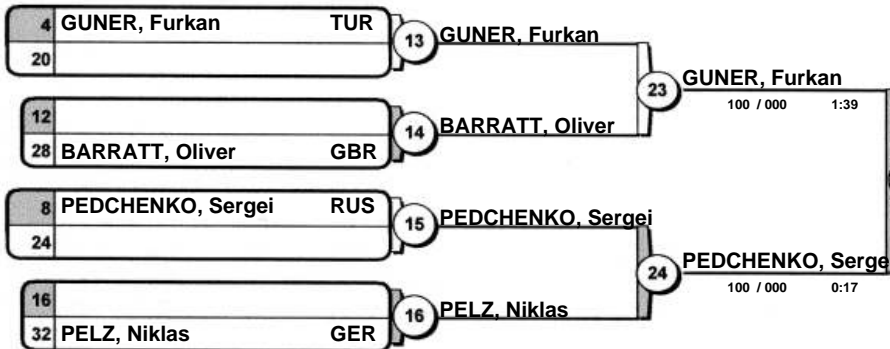 4 GUNER, Furkan TUR
20
13 GUNER, Furkan
12
28 BARRATT, Oliver GBR
14 BARRATT, Oliver
23 GUNER, Furkan
100 / 000 1:39
8 PEDCHENKO, Sergei RUS
24
15 PEDCHENKO, Sergei
16
32 PELZ, Niklas GER
16 PELZ, Niklas
24 PEDCHENKO, Serge
100 / 000 0:17